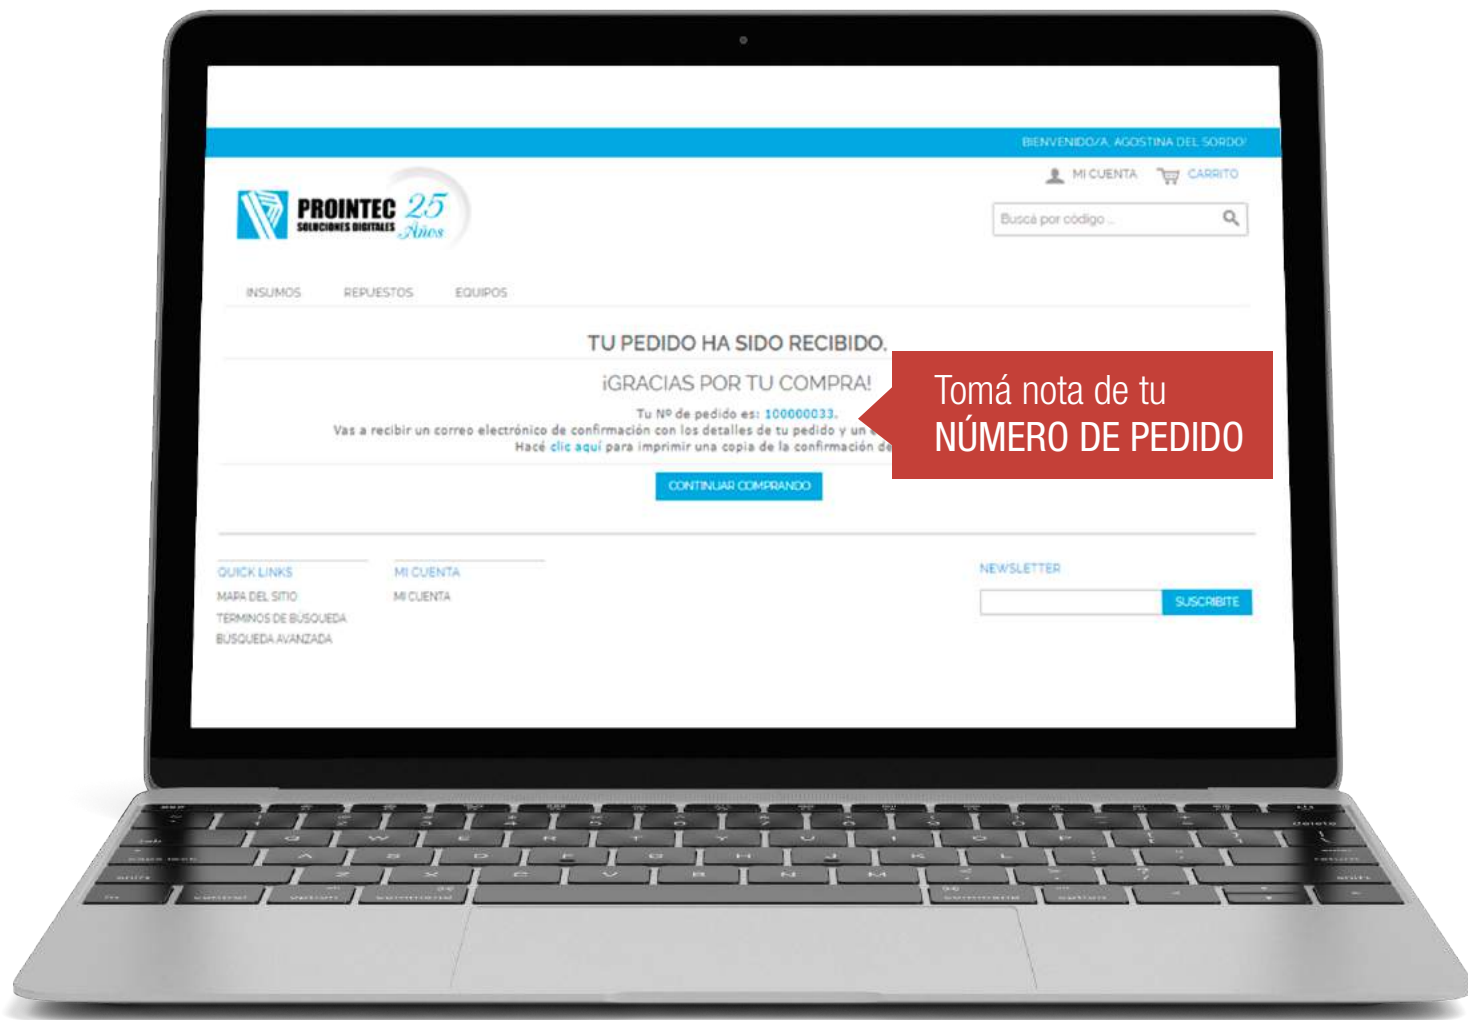 BIENVENIDO/A, AGOSTINA DEL SORDO!
MI CUENTA CARRITO
PROINTEC 25
SOLUCIONES DIGITALES Años
Buscá por código ...
INSUMOS REPUESTOS EQUIPOS
TU PEDIDO HA SIDO RECIBIDO.
¡GRACIAS POR TU COMPRA!
Tu Nº de pedido es: 100000033.
Vas a recibir un correo electrónico de confirmación con los detalles de tu pedido y un
Hacé clic aquí para imprimir una copia de la confirmación de
Tomá nota de tu
NÚMERO DE PEDIDO
CONTINUAR COMPRANDO
QUICK LINKS
MAPA DEL SITIO
TERMINOS DE BÚSQUEDA
BÚSQUEDA AVANZADA
MI CUENTA
MI CUENTA
NEWSLETTER
SUSCRIBITE